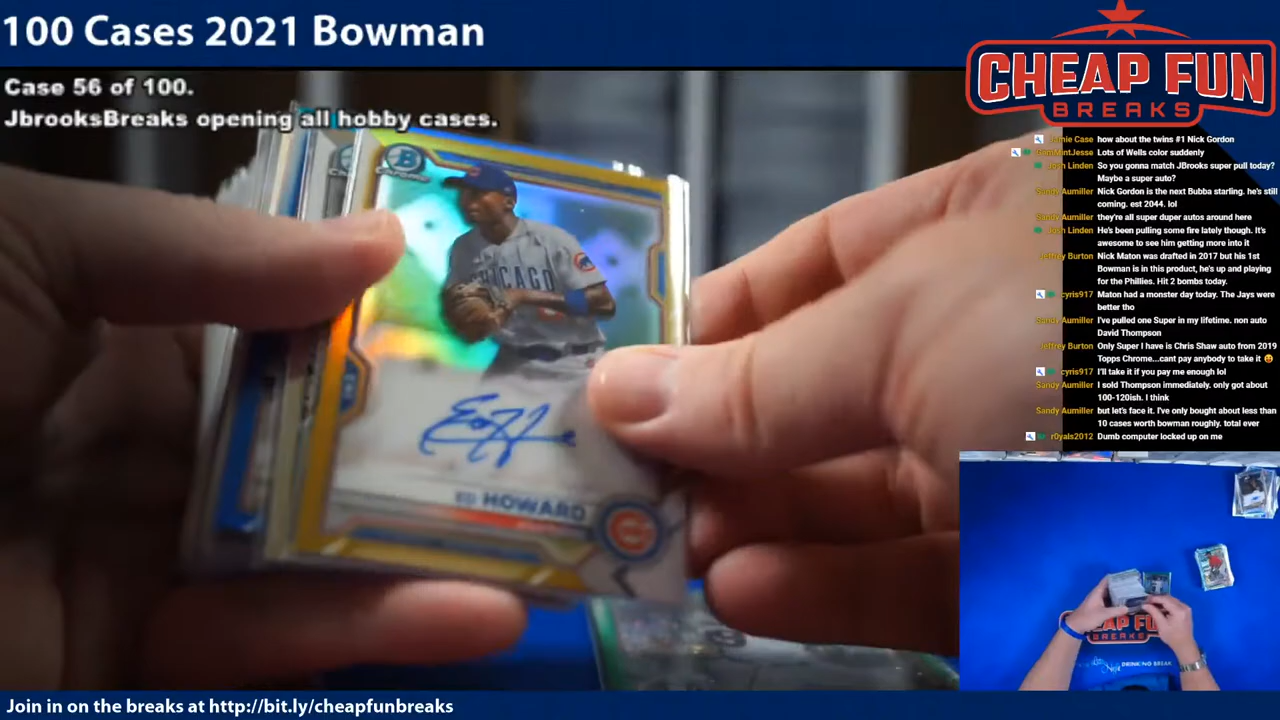 100 Cases 2021 Bowman
Case 56 of 100.
JbrooksBreaks opening all hobby cases.
CHEAP FUN
BREAKS
Jamie Case how about the twins #1 Nick Gordon
GemMintJesse Lots of Wells color suddenly
Josh Linden So you gonna match JBrooks super pull today?
Maybe a super auto?
Sandy Aumiller Nick Gordon is the next Bubba starling. he's still
coming. est 2044. lol
Sandy Aumiller they're all super duper autos around here
Josh Linden He's been pulling some fire lately though. It's
awesome to see him getting more into it
Jeffrey Burton Nick Maton was drafted in 2017 but his 1st
Bowman is in this product, he's up and playing
for the Phillies. Hit 2 bombs today.
cyris917 Maton had a monster day today. The Jays were
better tho
Sandy Aumiller I've pulled one Super in my lifetime. non auto
David Thompson
Jeffrey Burton Only Super I have is Chris Shaw auto from 2019
Topps Chrome...cant pay anybody to take it
cyris917 I'll take it if you pay me enough lol
Sandy Aumiller I sold Thompson immediately. only got about
100-120ish. I think
Sandy Aumiller but let's face it. I've only bought about less than
10 cases worth bowman roughly. total ever
r0yals2012 Dumb computer locked up on me
B
CHROME
CHICAGO
ED HOWARD
CHEAP FU
BREAKS
DRINKING BREAK
Join in on the breaks at http://bit.ly/cheapfunbreaks